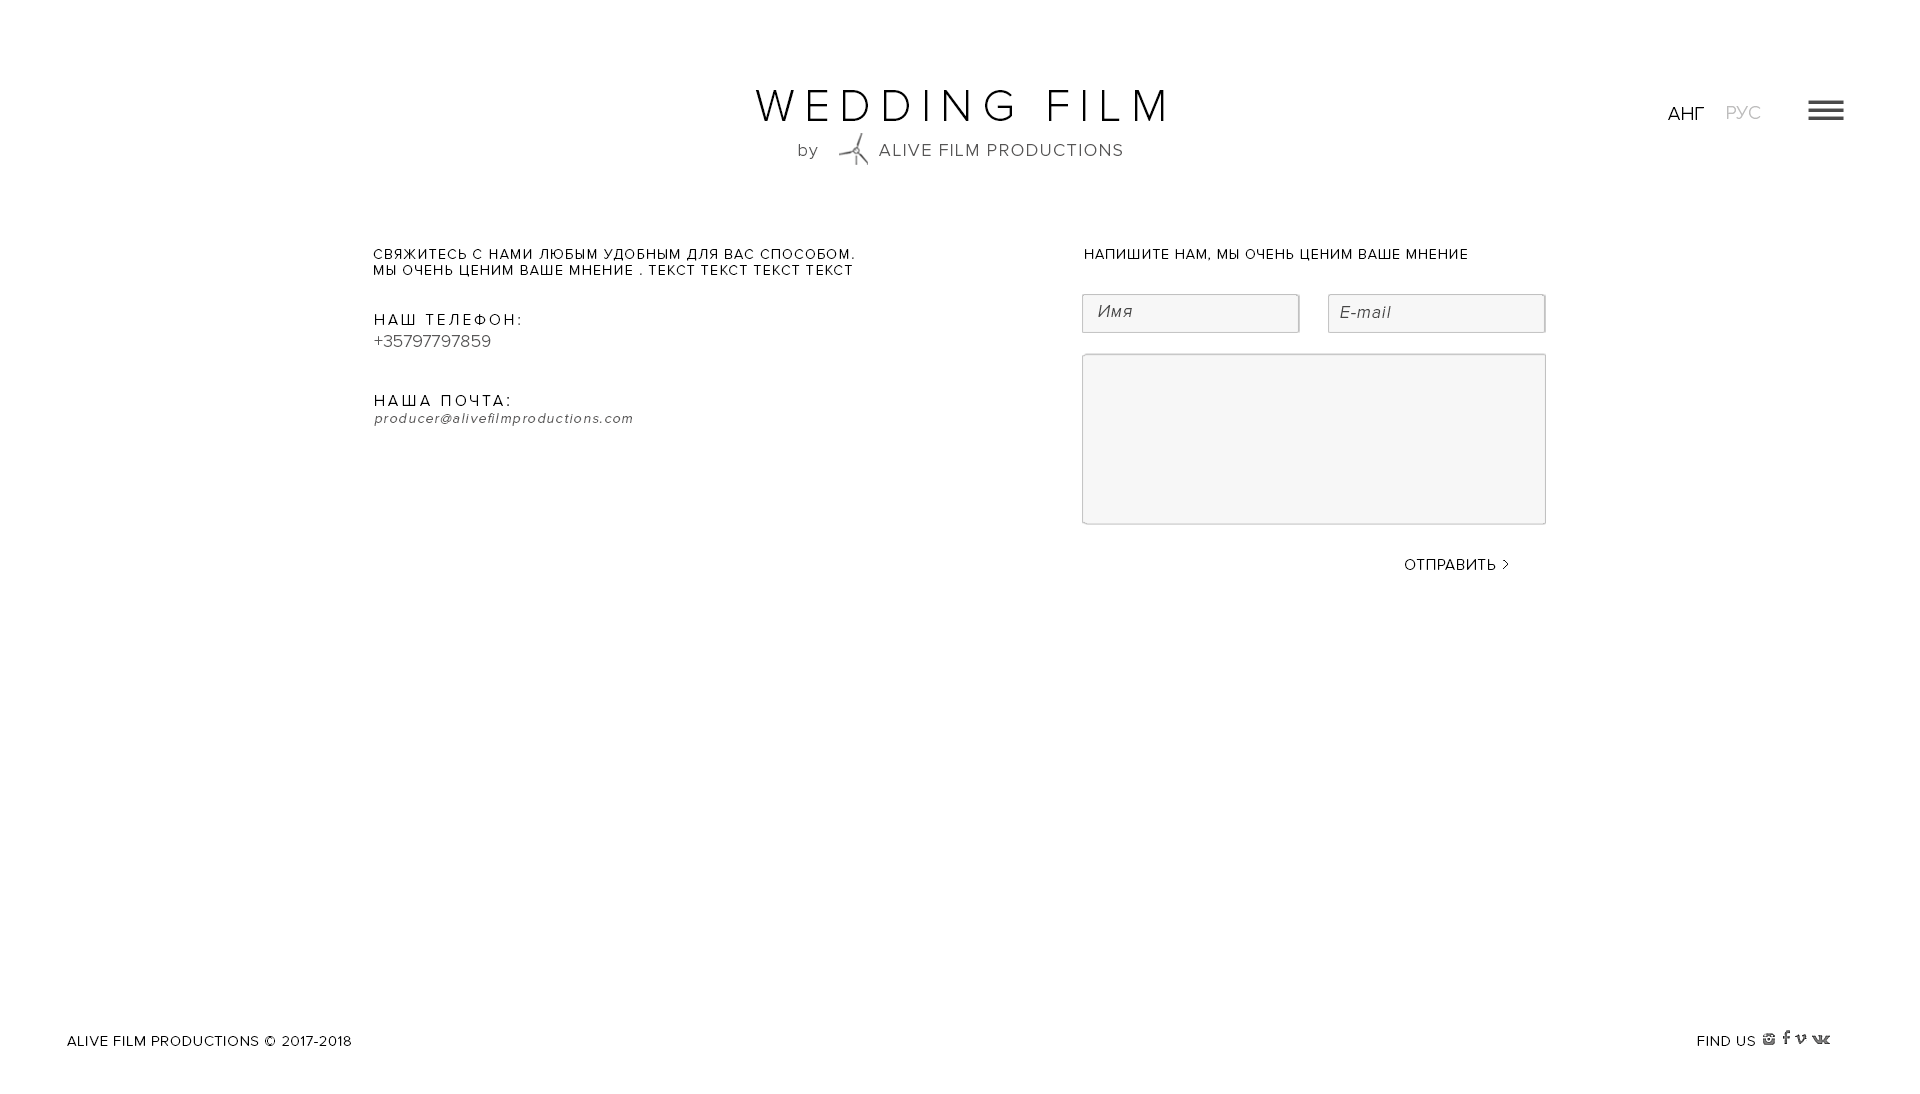 WEDDING FILM
by ALIVE FILM PRODUCTIONS
АНГ РУС
СВЯЖИТЕСЬ С НАМИ ЛЮБЫМ УДОБНЫМ ДЛЯ ВАС СПОСОБОМ.
МЫ ОЧЕНЬ ЦЕНИМ ВАШЕ МНЕНИЕ . ТЕКСТ ТЕКСТ ТЕКСТ ТЕКСТ
НАШ ТЕЛЕФОН:
+35797797859
НАША ПОЧТА:
producer@alivefilmproductions.com
НАПИШИТЕ НАМ, МЫ ОЧЕНЬ ЦЕНИМ ВАШЕ МНЕНИЕ
Имя
E-mail
ОТПРАВИТЬ >
ALIVE FILM PRODUCTIONS © 2017-2018
FIND US